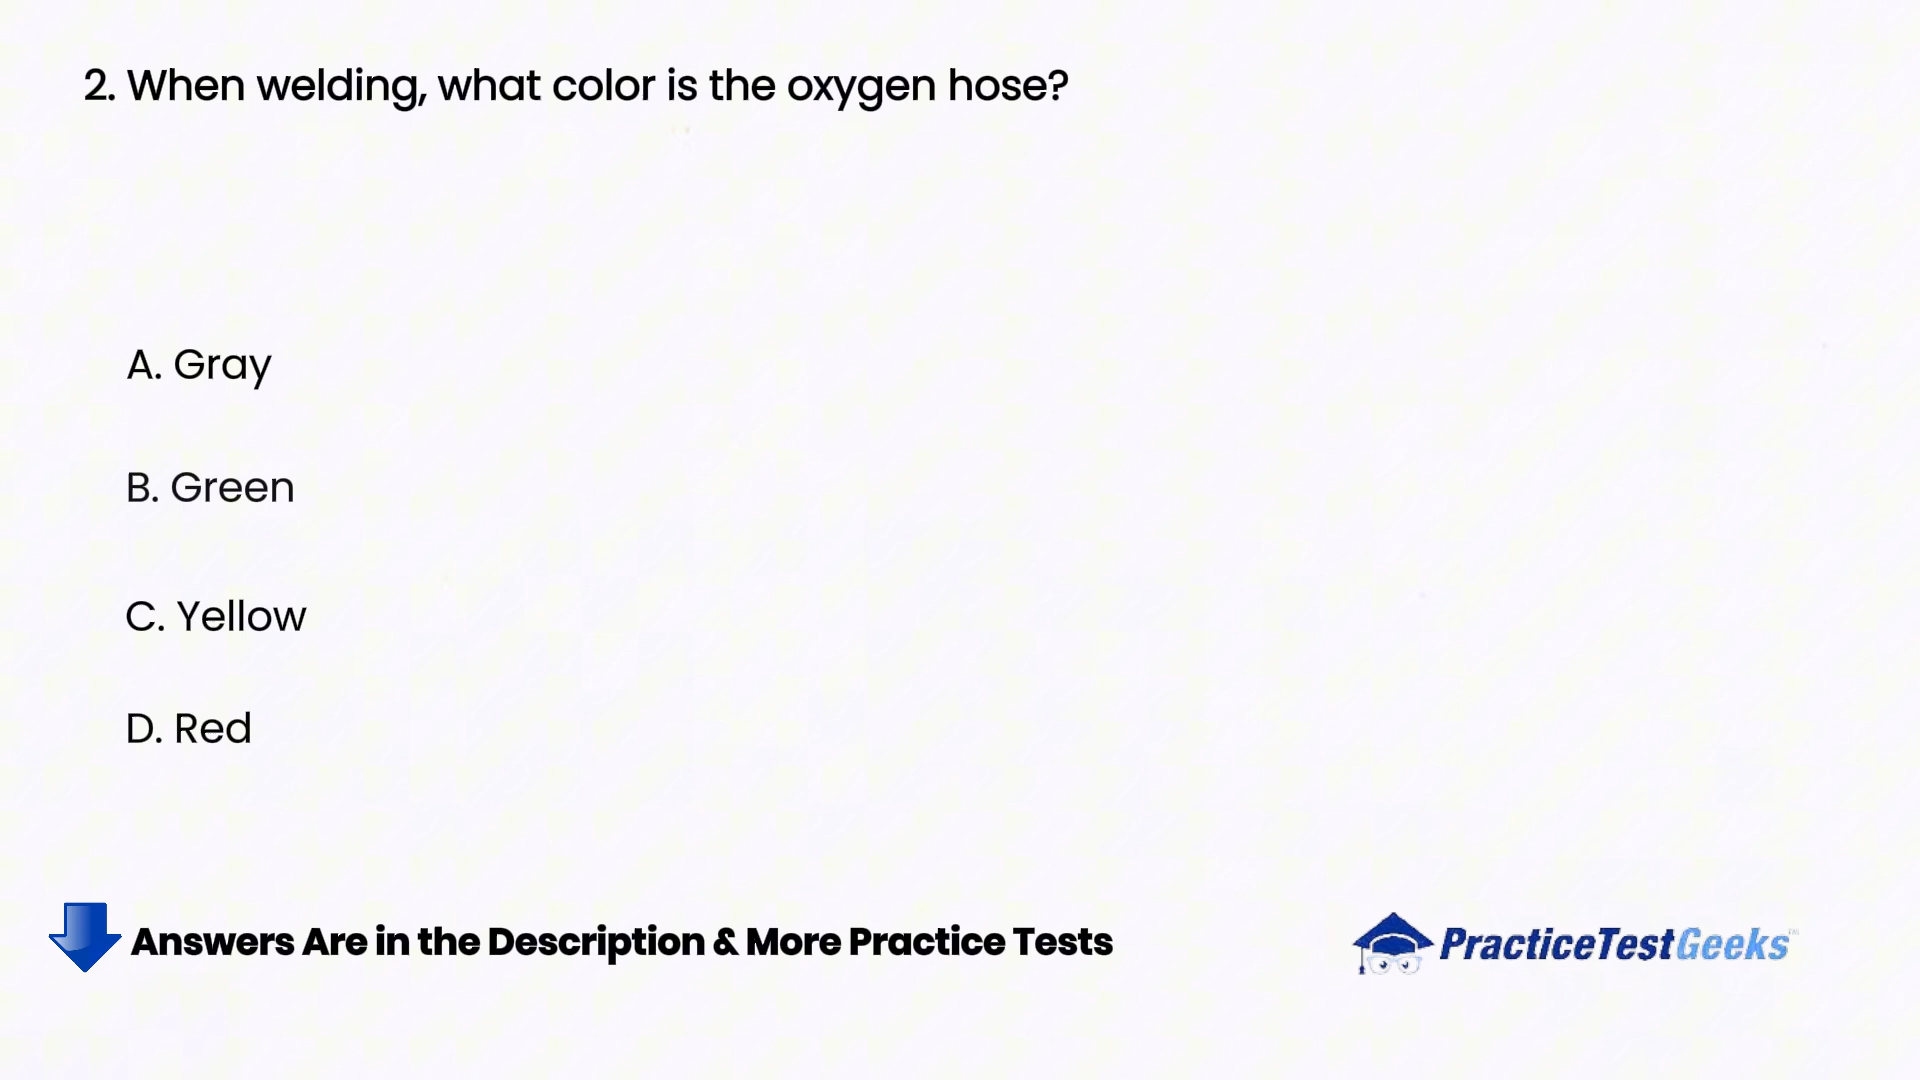 2. When welding, what color is the oxygen hose?
A. Gray
B. Green
C. Yellow
D. Red
Answers Are in the Description & More Practice Tests
PracticeTestGeeks